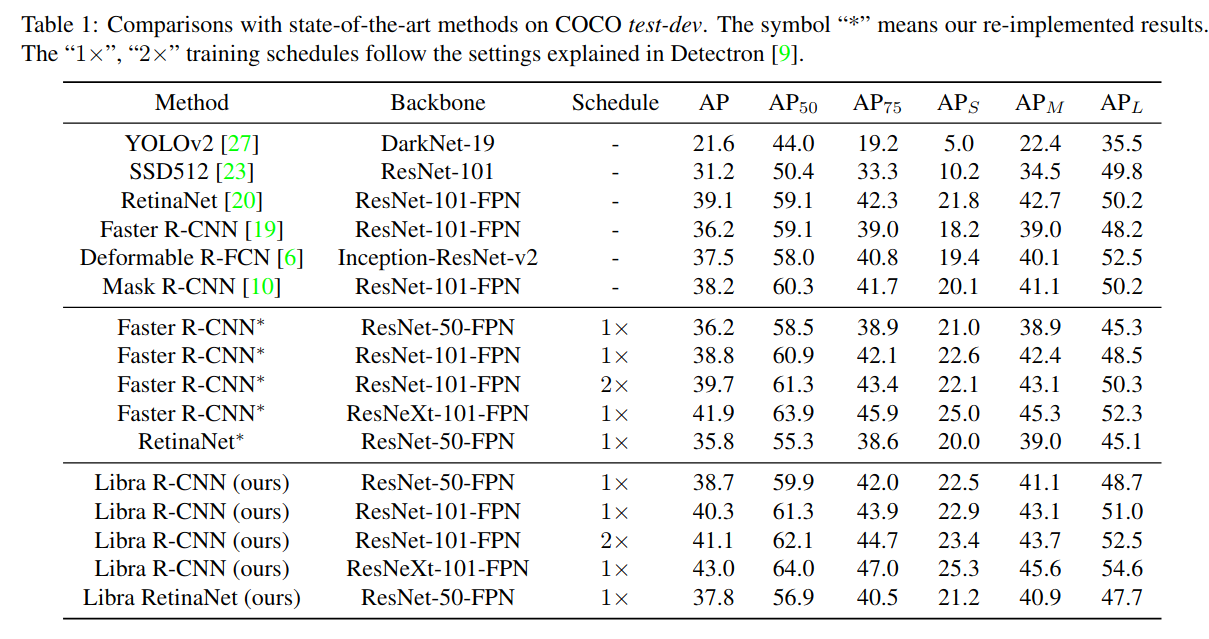 Table 1: Comparisons with state-of-the-art methods on COCO test-dev. The symbol “*” means our re-implemented results.
The “1×”, “2×” training schedules follow the settings explained in Detectron [9].
Method Backbone Schedule AP AP50 AP75 APS APM APL
YOLOv2 [27] DarkNet-19 - 21.6 44.0 19.2 5.0 22.4 35.5
SSD512 [23] ResNet-101 - 31.2 50.4 33.3 10.2 34.5 49.8
RetinaNet [20] ResNet-101-FPN - 39.1 59.1 42.3 21.8 42.7 50.2
Faster R-CNN [19] ResNet-101-FPN - 36.2 59.1 39.0 18.2 39.0 48.2
Deformable R-FCN [6] Inception-ResNet-v2 - 37.5 58.0 40.8 19.4 40.1 52.5
Mask R-CNN [10] ResNet-101-FPN - 38.2 60.3 41.7 20.1 41.1 50.2
Faster R-CNN* ResNet-50-FPN 1× 36.2 58.5 38.9 21.0 38.9 45.3
Faster R-CNN* ResNet-101-FPN 1× 38.8 60.9 42.1 22.6 42.4 48.5
Faster R-CNN* ResNet-101-FPN 2× 39.7 61.3 43.4 22.1 43.1 50.3
Faster R-CNN* ResNeXt-101-FPN 1× 41.9 63.9 45.9 25.0 45.3 52.3
RetinaNet* ResNet-50-FPN 1× 35.8 55.3 38.6 20.0 39.0 45.1
Libra R-CNN (ours) ResNet-50-FPN 1× 38.7 59.9 42.0 22.5 41.1 48.7
Libra R-CNN (ours) ResNet-101-FPN 1× 40.3 61.3 43.9 22.9 43.1 51.0
Libra R-CNN (ours) ResNet-101-FPN 2× 41.1 62.1 44.7 23.4 43.7 52.5
Libra R-CNN (ours) ResNeXt-101-FPN 1× 43.0 64.0 47.0 25.3 45.6 54.6
Libra RetinaNet (ours) ResNet-50-FPN 1× 37.8 56.9 40.5 21.2 40.9 47.7